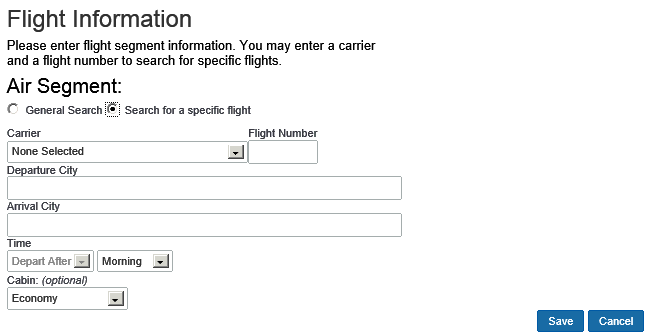 Flight Information
Please enter flight segment information. You may enter a carrier
and a flight number to search for specific flights.
Air Segment:
General Search Search for a specific flight
Carrier Flight Number
None Selected
Departure City
Arrival City
Time
Depart After Morning
Cabin: (optional)
Economy
Save Cancel